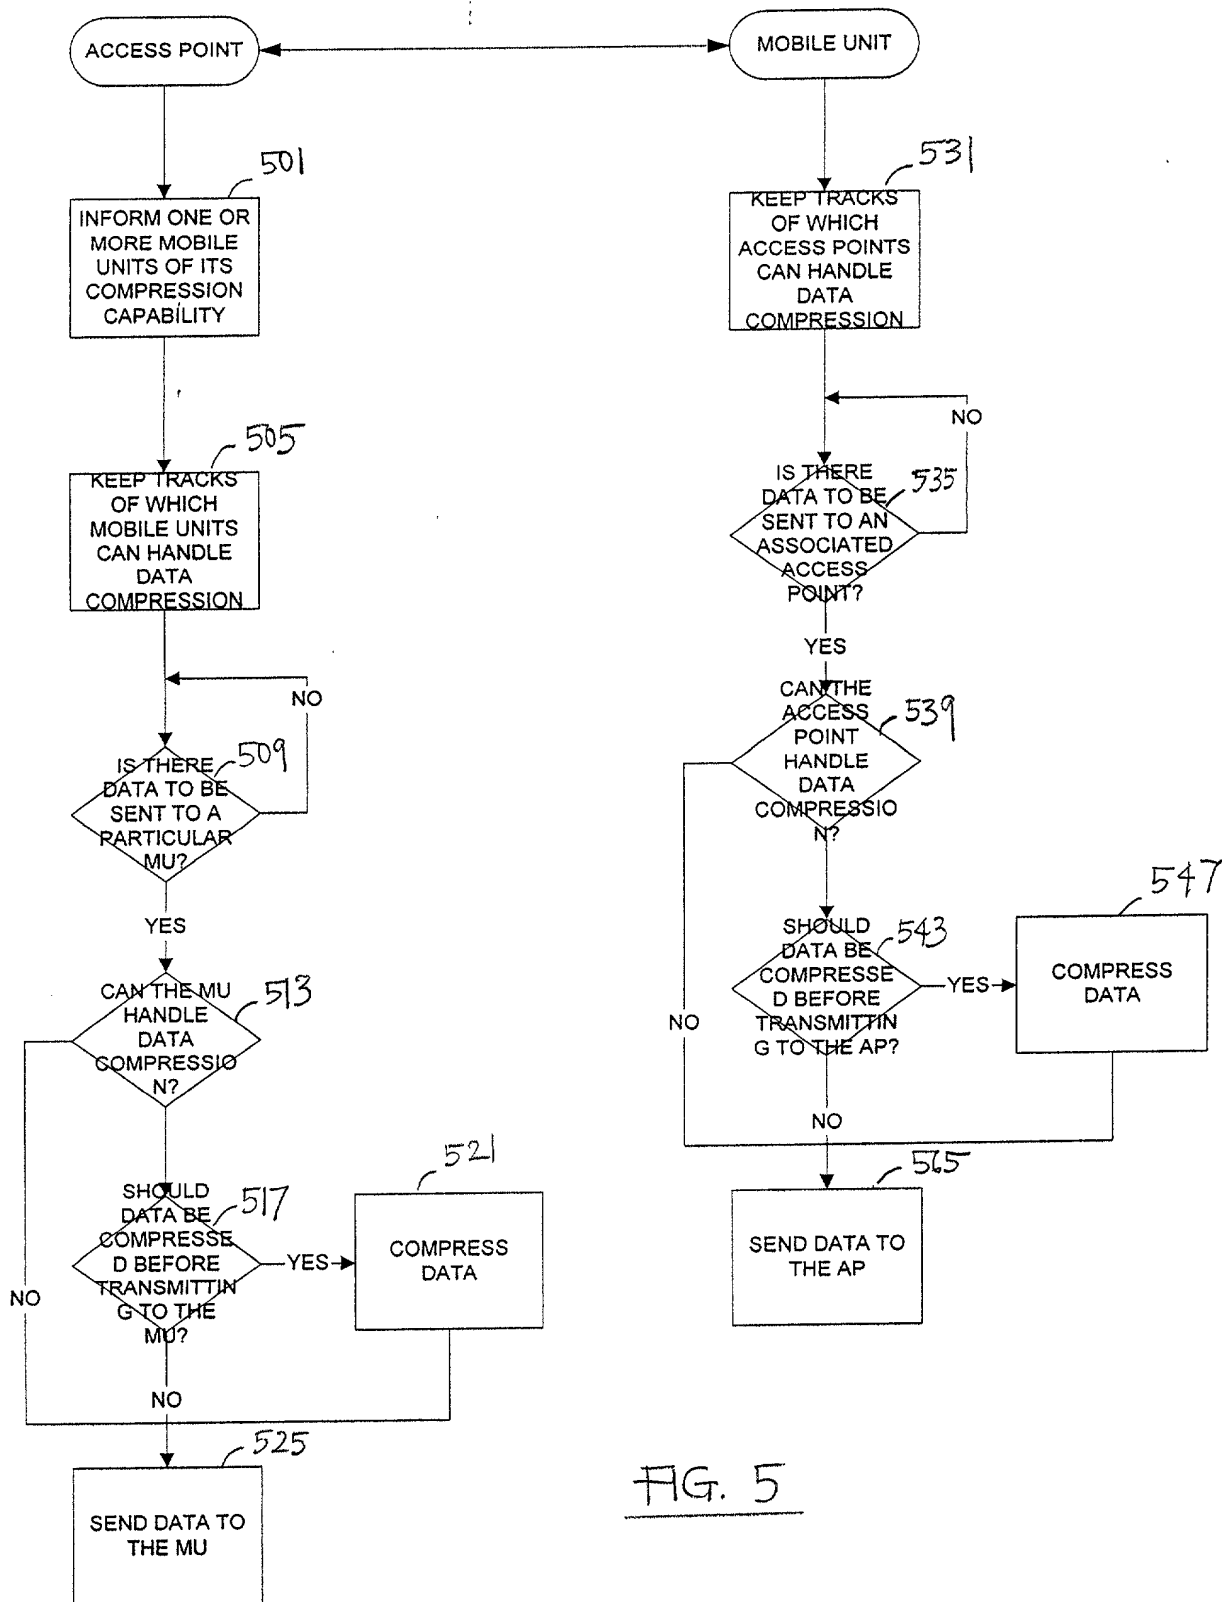 ACCESS POINT
501
INFORM ONE OR
MORE MOBILE
UNITS OF ITS
COMPRESSION
CAPABILITY
505
KEEP TRACKS
OF WHICH
MOBILE UNITS
CAN HANDLE
DATA
COMPRESSION
NO
509
IS THERE
DATA TO BE
SENT TO A
PARTICULAR
MU?
YES
513
CAN THE MU
HANDLE
DATA
COMPRESSIO
N?
NO
517
SHOULD
DATA BE
COMPRESSE
D BEFORE
TRANSMITTIN
G TO THE
MU?
YES
521
COMPRESS
DATA
NO
525
SEND DATA TO
THE MU
MOBILE UNIT
531
KEEP TRACKS
OF WHICH
ACCESS POINTS
CAN HANDLE
DATA
COMPRESSION
NO
535
IS THERE
DATA TO BE
SENT TO AN
ASSOCIATED
ACCESS
POINT?
YES
539
CAN THE
ACCESS
POINT
HANDLE
DATA
COMPRESSIO
N?
NO
543
SHOULD
DATA BE
COMPRESSE
D BEFORE
TRANSMITTIN
G TO THE AP?
YES
547
COMPRESS
DATA
NO
565
SEND DATA TO
THE AP
FIG. 5